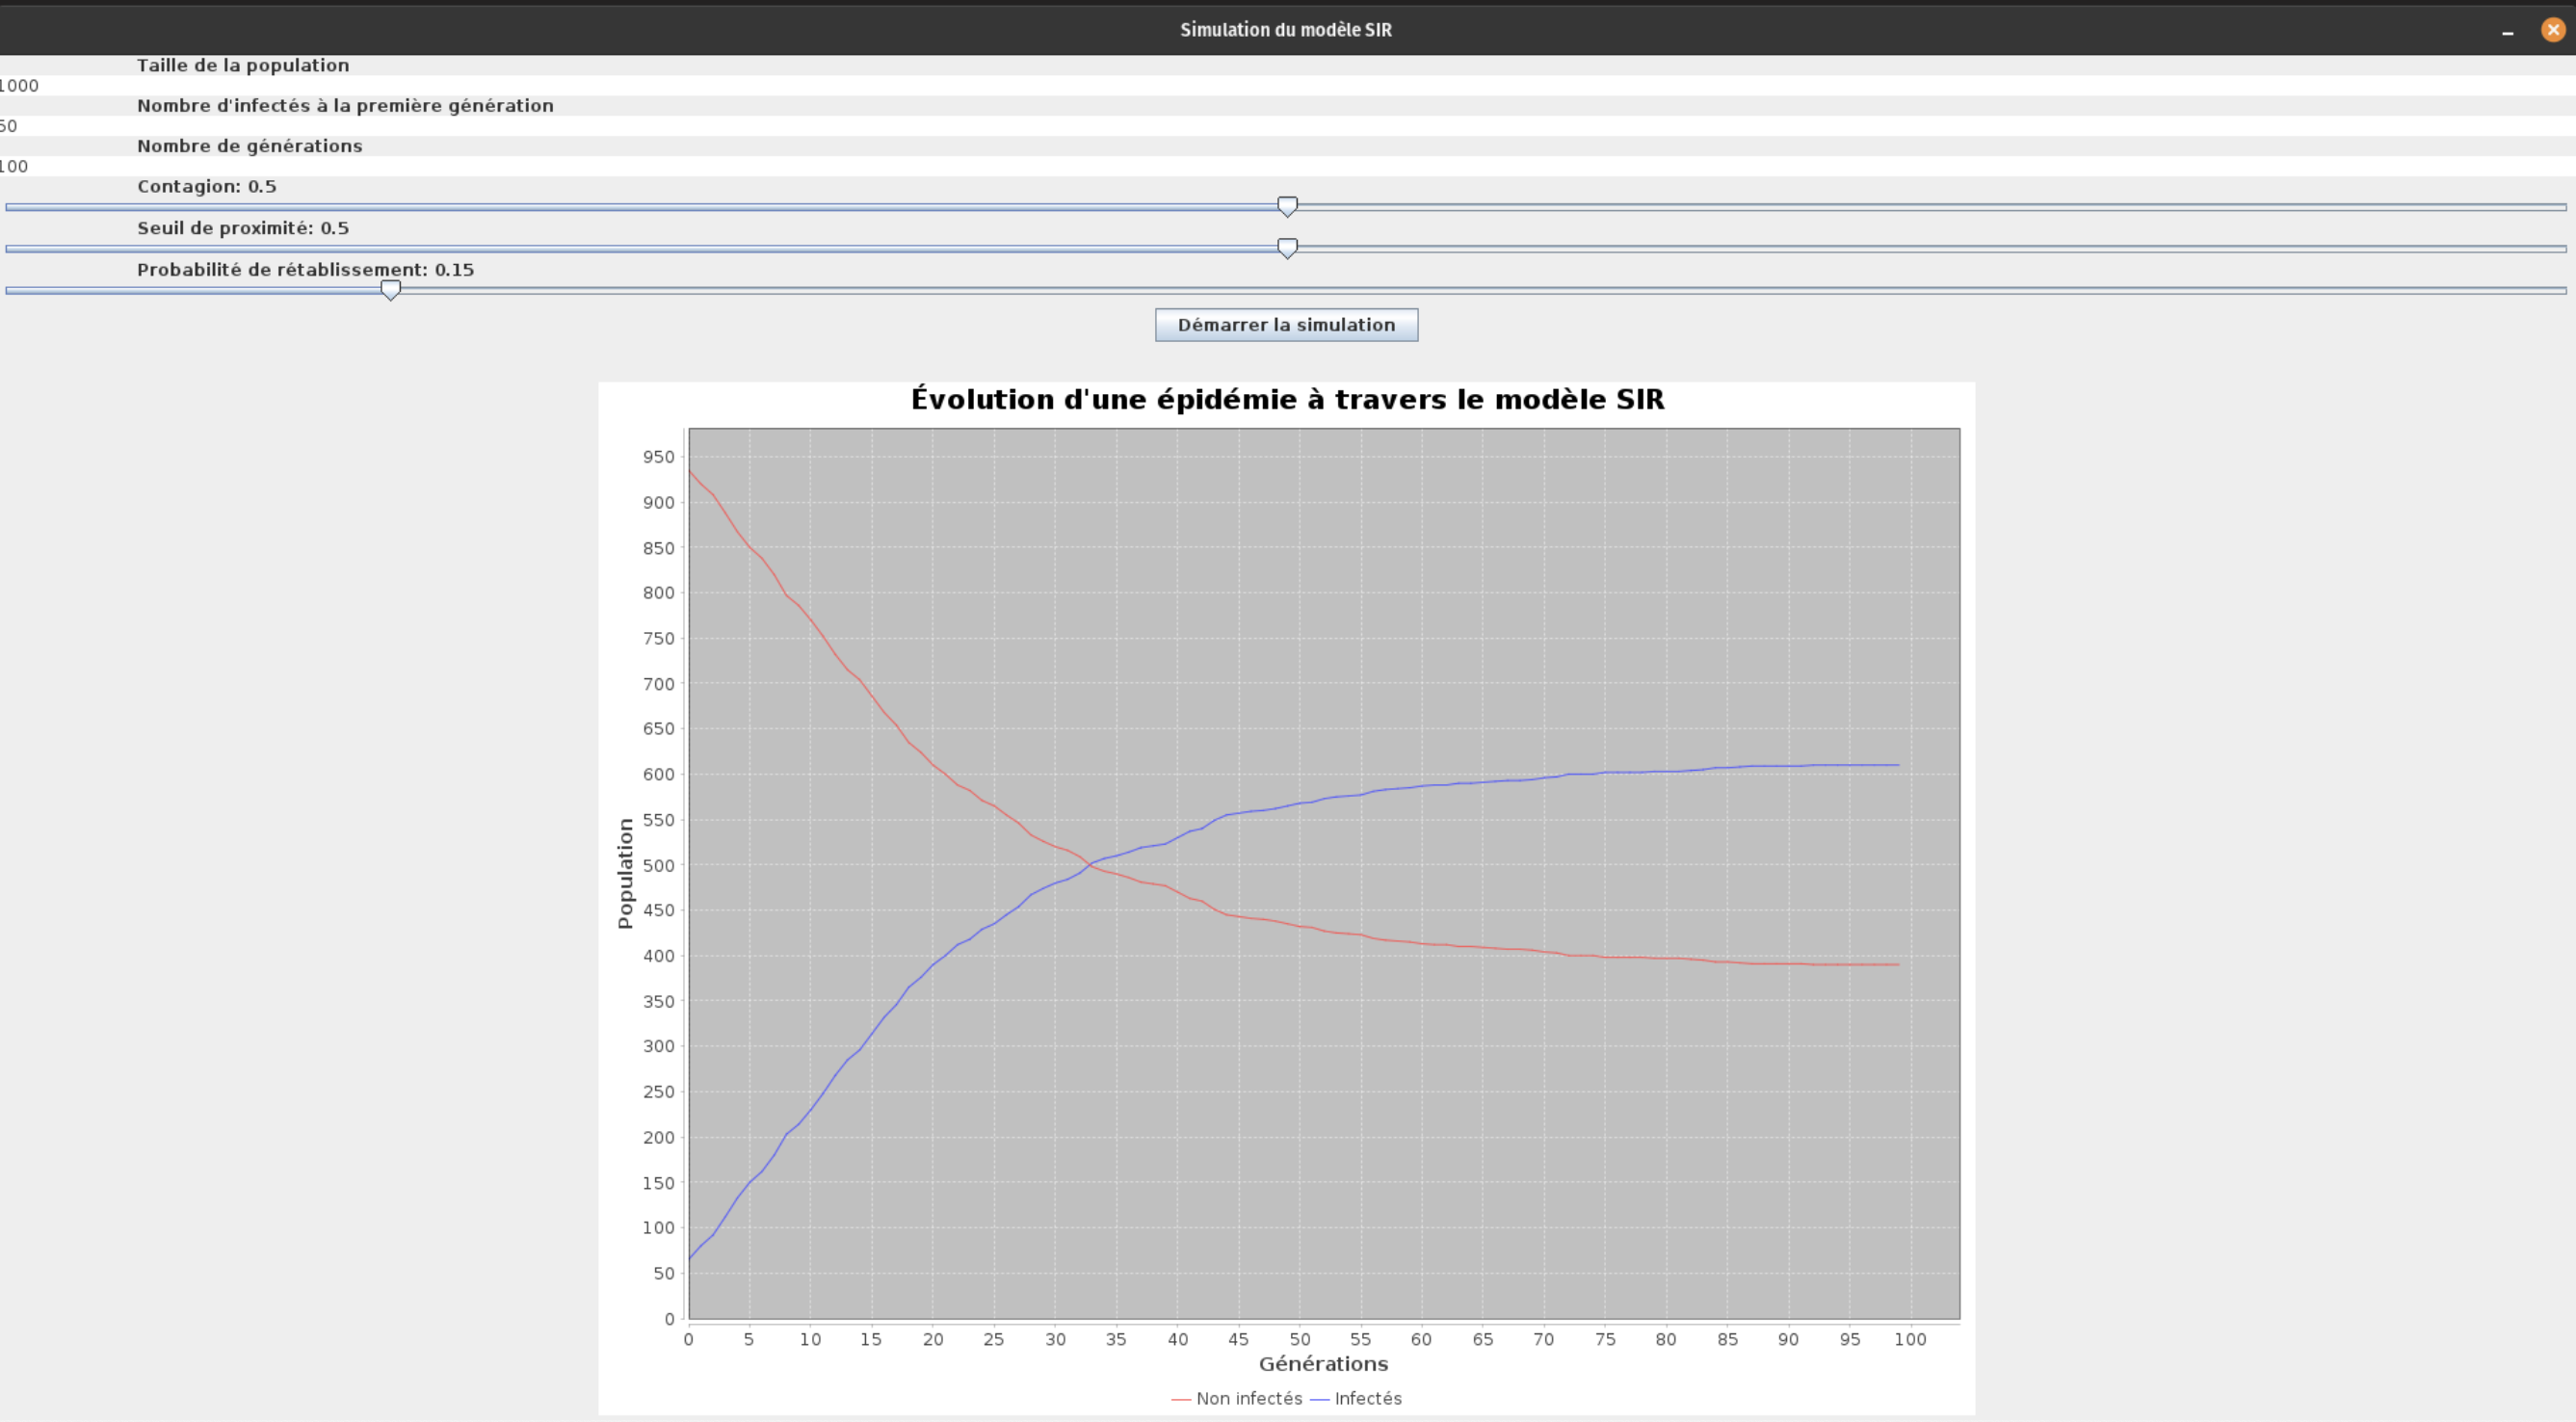 Simulation du modèle SIR
Taille de la population
1000
Nombre d'infectés à la première génération
50
Nombre de générations
100
Contagion: 0.5
Seuil de proximité: 0.5
Probabilité de rétablissement: 0.15
Démarrer la simulation
Évolution d'une épidémie à travers le modèle SIR
950
900
850
800
750
700
650
600
550
500
450
400
350
300
250
200
150
100
50
0
Population
0 5 10 15 20 25 30 35 40 45 50 55 60 65 70 75 80 85 90 95 100
Générations
Non infectés Infectés